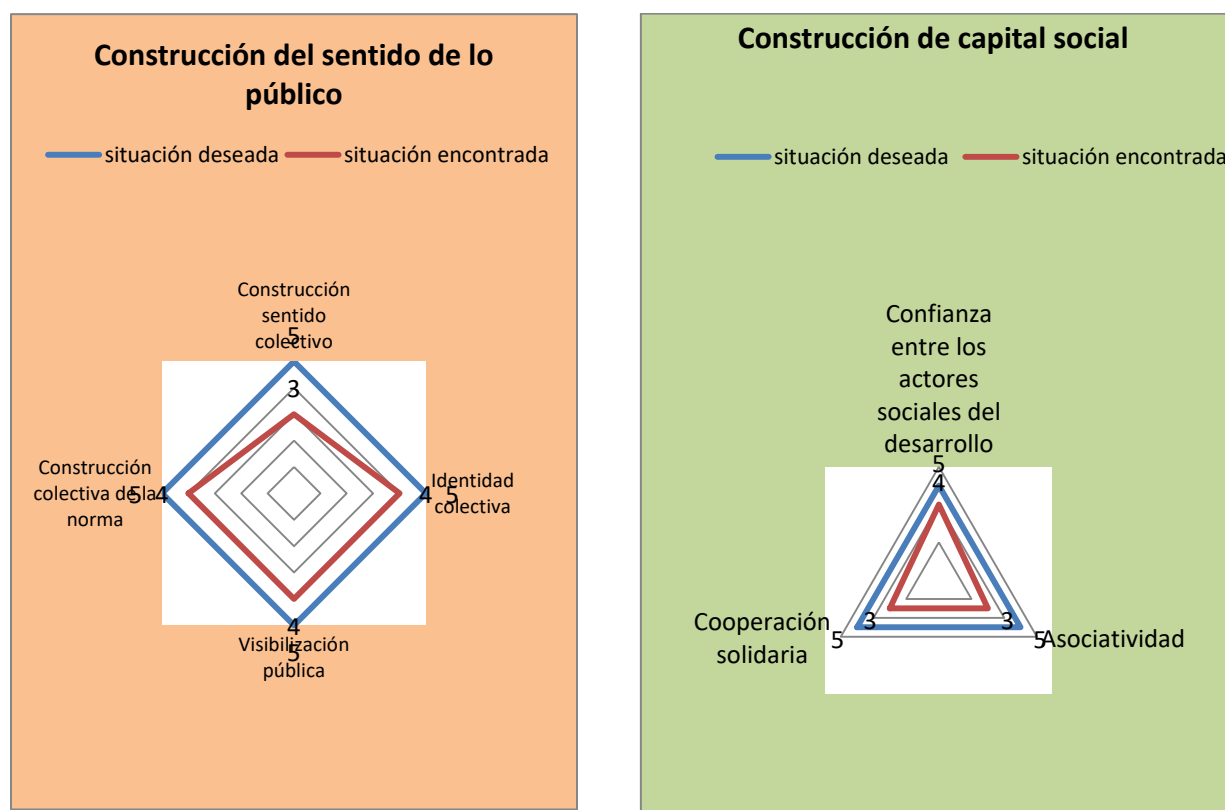 Construcción del sentido de lo
público
situación deseada situación encontrada
Construcción
sentido
colectivo
5
3
Construcción
colectiva de la
norma
5 4
4 5
Identidad
colectiva
4
5
Visibilización
pública
Construcción de capital social
situación deseada situación encontrada
Confianza
entre los
actores
sociales del
desarrollo
5
4
Cooperación
solidaria
3
5
3
5
Asociatividad